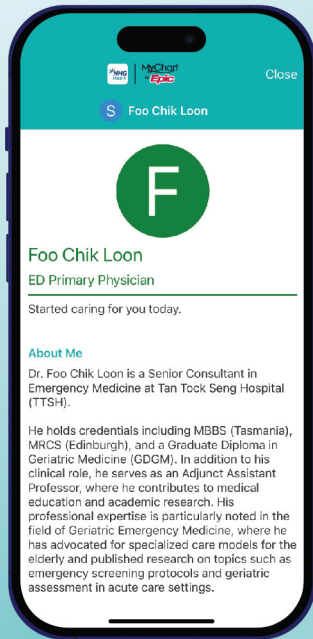 NHG
Health
MyChart
Epic
Close
S Foo Chik Loon
F
Foo Chik Loon
ED Primary Physician
Started caring for you today.
About Me
Dr. Foo Chik Loon is a Senior Consultant in
Emergency Medicine at Tan Tock Seng Hospital
(TTSH).
He holds credentials including MBBS (Tasmania),
MRCS (Edinburgh), and a Graduate Diploma in
Geriatric Medicine (GDGM). In addition to his
clinical role, he serves as an Adjunct Assistant
Professor, where he contributes to medical
education and academic research. His
professional expertise is particularly noted in the
field of Geriatric Emergency Medicine, where he
has advocated for specialized care models for the
elderly and published research on topics such as
emergency screening protocols and geriatric
assessment in acute care settings.